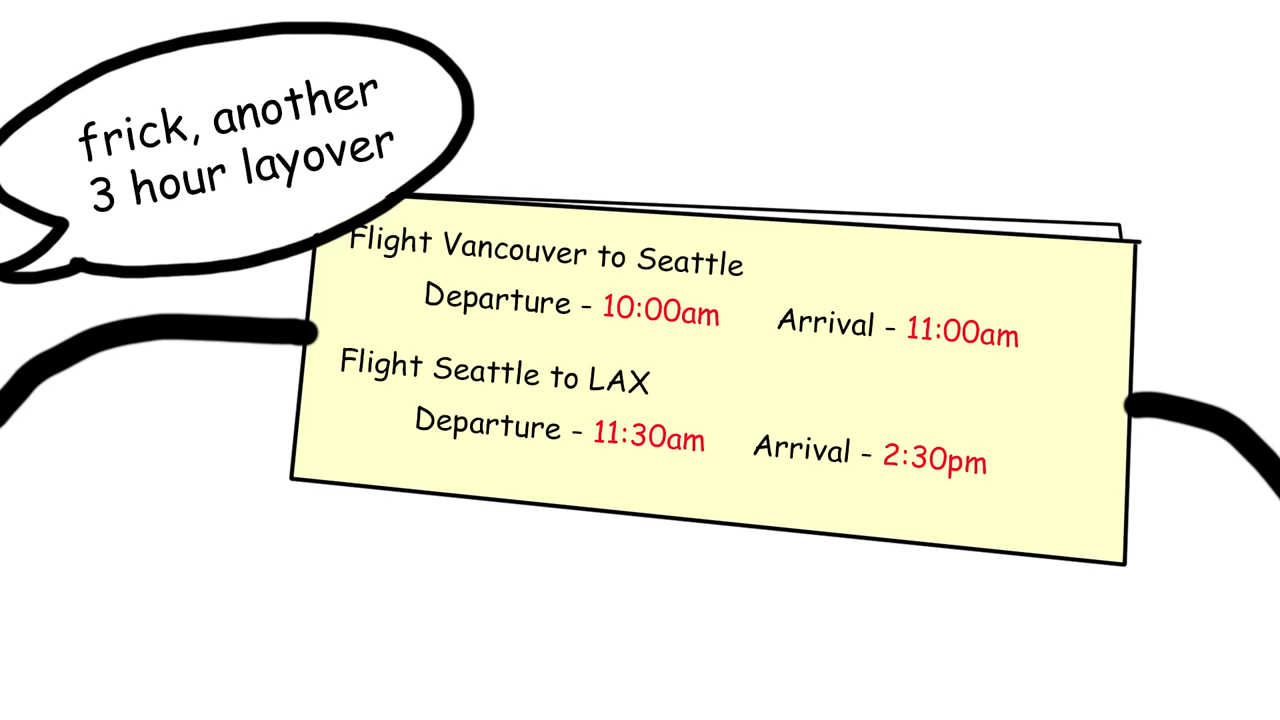 frick, another
3 hour layover
Flight Vancouver to Seattle
Departure - 10:00am Arrival - 11:00am
Flight Seattle to LAX
Departure - 11:30am Arrival - 2:30pm